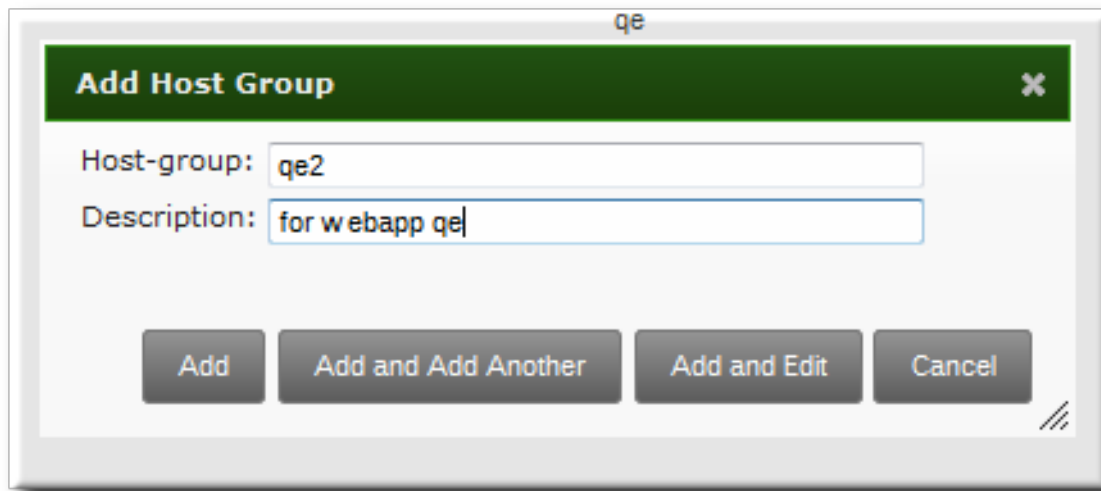 qe
Add Host Group
Host-group: qe2
Description: for webapp qe
Add Add and Add Another Add and Edit Cancel